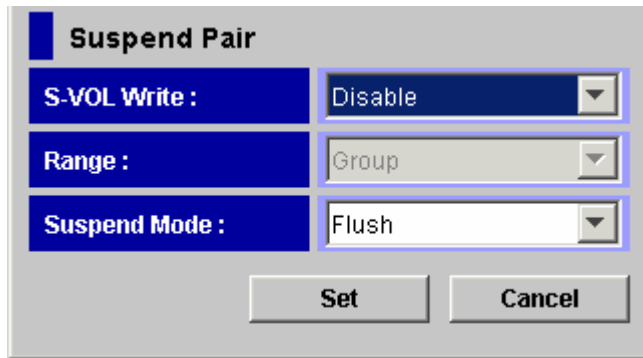 Suspend Pair
S-VOL Write : Disable
Range : Group
Suspend Mode : Flush
Set Cancel